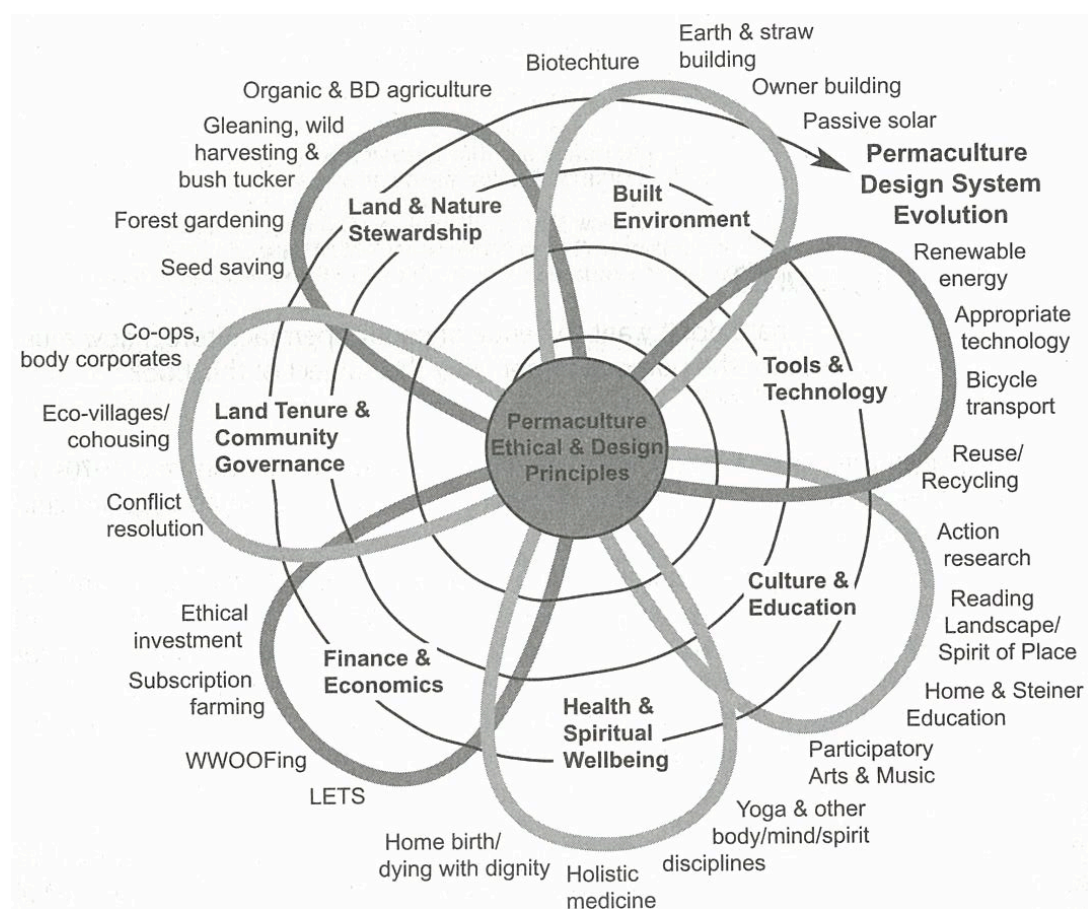 Earth & straw
building
Biotechture
Owner building
Organic & BD agriculture
Passive solar
Gleaning, wild
harvesting &
bush tucker
Permaculture
Design System
Evolution
Land & Nature
Stewardship
Built
Environment
Forest gardening
Renewable
energy
Seed saving
Appropriate
technology
Co-ops,
body corporates
Tools &
Technology
Bicycle
transport
Eco-villages/
cohousing
Land Tenure &
Community
Governance
Permaculture
Ethical & Design
Principles
Reuse/
Recycling
Conflict
resolution
Action
research
Culture &
Education
Reading
Landscape/
Spirit of Place
Ethical
investment
Finance &
Economics
Subscription
farming
Home & Steiner
Education
Health &
Spiritual
Wellbeing
Participatory
Arts & Music
WWOOFing
LETS
Yoga & other
body/mind/spirit
disciplines
Home birth/
dying with dignity
Holistic
medicine